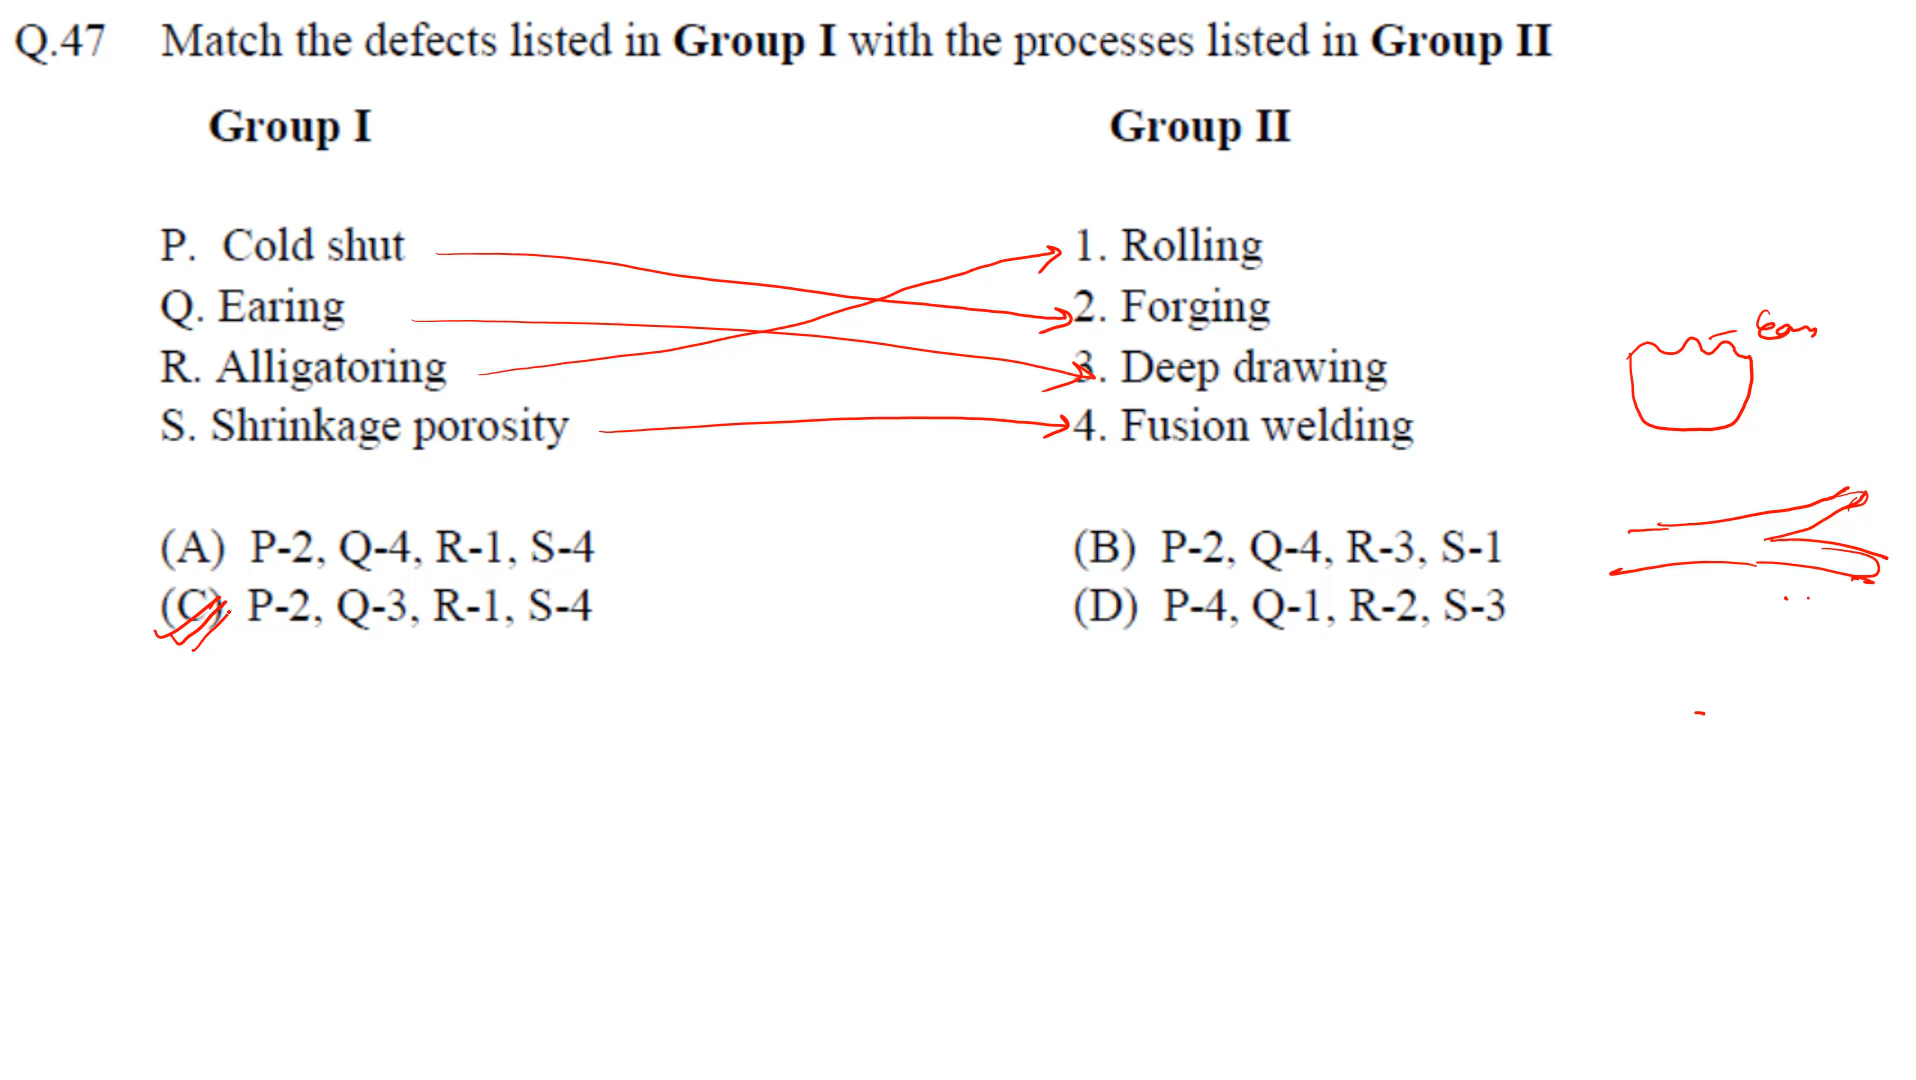 Q.47 Match the defects listed in Group I with the processes listed in Group II
Group I Group II
P. Cold shut 1. Rolling
Q. Earing 2. Forging
R. Alligatoring 3. Deep drawing
S. Shrinkage porosity 4. Fusion welding
(A) P-2, Q-4, R-1, S-4 (B) P-2, Q-4, R-3, S-1
(C) P-2, Q-3, R-1, S-4 (D) P-4, Q-1, R-2, S-3